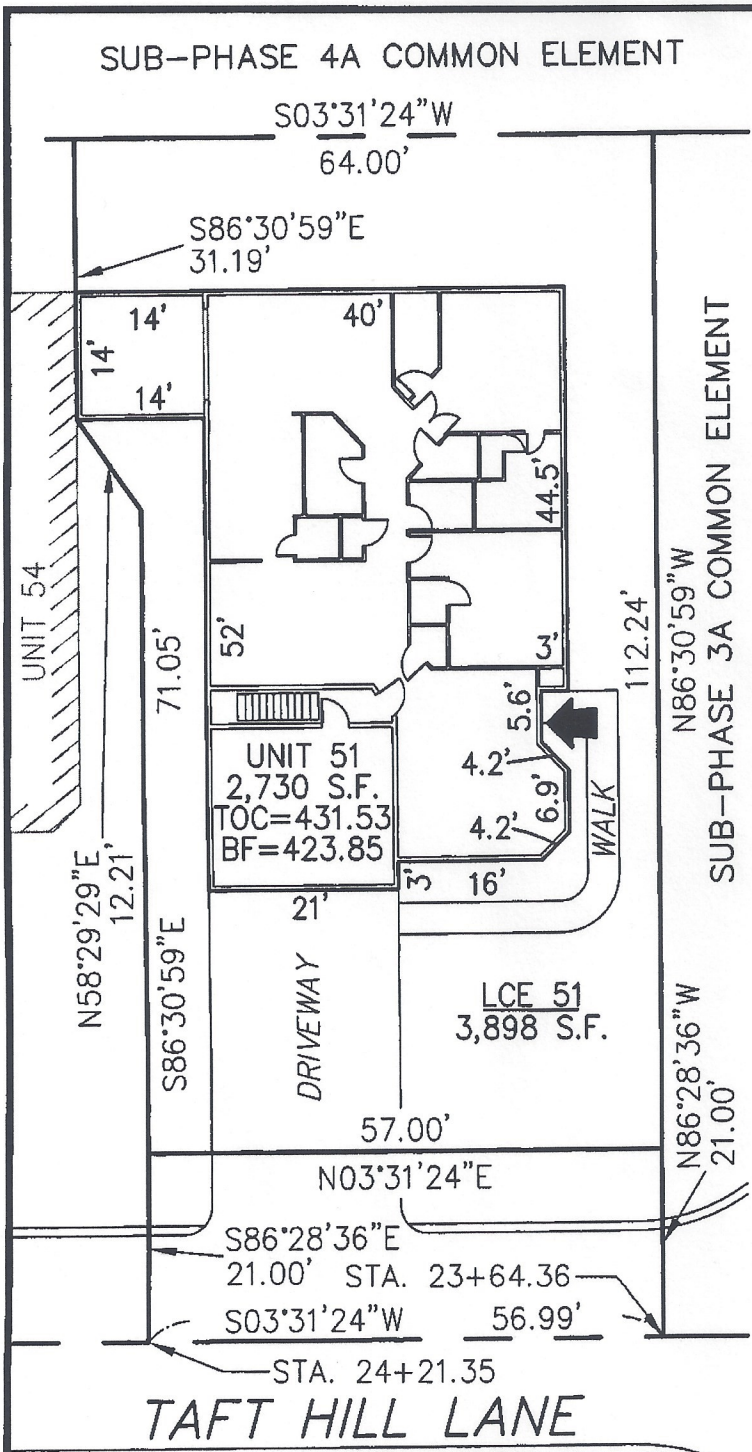 SUB-PHASE 4A COMMON ELEMENT
S03°31'24"W
64.00'
S86°30'59"E
31.19'
14'
14'
14'
40'
44.5'
UNIT 54
71.05'
52'
3'
5.6'
112.24'
N86°30'59"W
SUB-PHASE 3A COMMON ELEMENT
UNIT 51
2,730 S.F.
TOC=431.53
BF=423.85
4.2'
6.9'
4.2'
WALK
3'
16'
21'
N58°29'29"E
12.21'
S86°30'59"E
DRIVEWAY
LCE 51
3,898 S.F.
57.00'
N03°31'24"E
N86°28'36"W
21.00'
S86°28'36"E
21.00'
STA. 23+64.36
S03°31'24"W
56.99'
STA. 24+21.35
TAFT HILL LANE